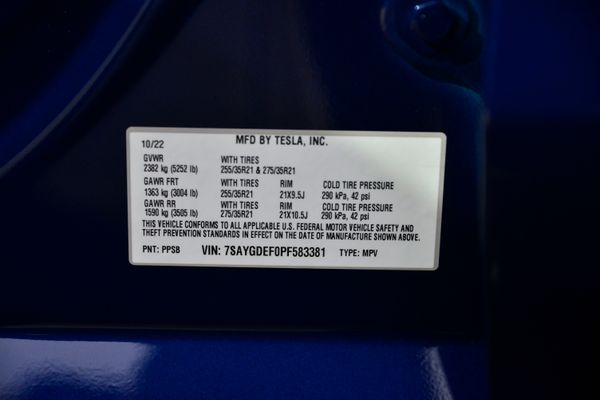 MFD BY TESLA, INC.
10/22
GVWR WITH TIRES
2382 kg (5252 lb) 255/35R21 & 275/35R21
GAWR FRT WITH TIRES RIM COLD TIRE PRESSURE
1363 kg (3004 lb) 255/35R21 21X9.5J 290 kPa, 42 psi
GAWR RR WITH TIRES RIM COLD TIRE PRESSURE
1590 kg (3505 lb) 275/35R21 21X10.5J 290 kPa, 42 psi
THIS VEHICLE CONFORMS TO ALL APPLICABLE U.S. FEDERAL MOTOR VEHICLE SAFETY AND
THEFT PREVENTION STANDARDS IN EFFECT ON THE DATE OF MANUFACTURE SHOWN ABOVE.
PNT: PPSB VIN: 7SAYGDEF0PF583381 TYPE: MPV